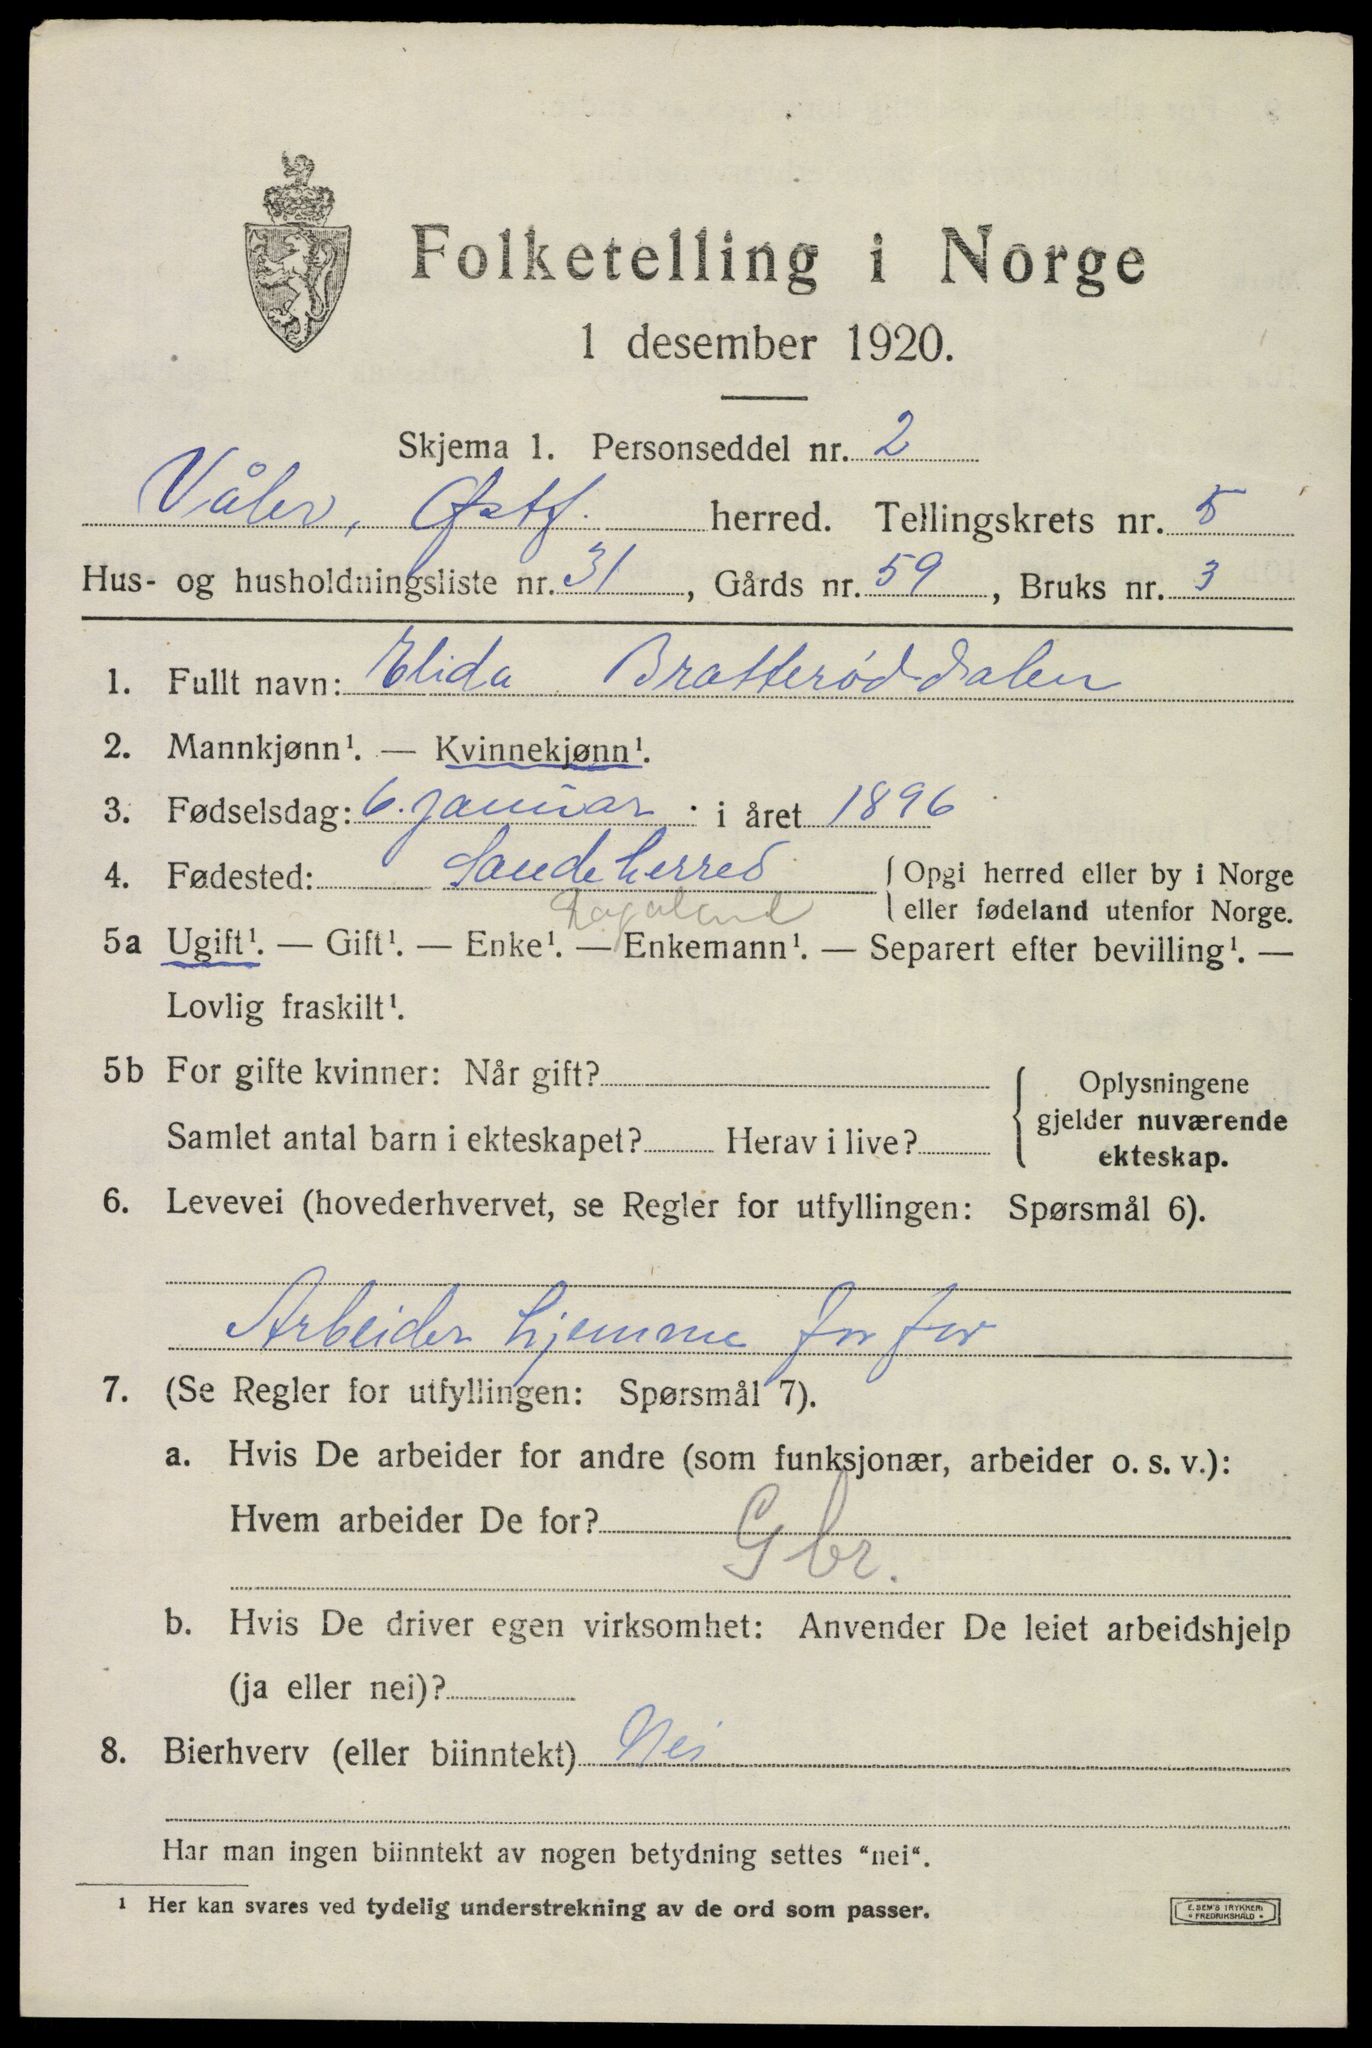 Folketelling i Norge
1 desember 1920.
Skjema 1. Personseddel nr. 2
Våler, Østf. herred. Tellingskrets nr. 5
Hus- og husholdningsliste nr. 31, Gårds nr. 59, Bruks nr. 3
1. Fullt navn: Elida Bratterøddalen
2. Mannkjønn¹. — Kvinnekjønn¹.
3. Fødselsdag: 6. januar i året 1896
4. Fødested: Saude herred { Opgi herred eller by i Norge
Rogaland { eller fødeland utenfor Norge.
5a Ugift¹. — Gift¹. — Enke¹. — Enkemann¹. — Separert efter bevilling¹. —
Lovlig fraskilt¹.
5b For gifte kvinner: Når gift?
Samlet antal barn i ekteskapet? Herav i live?
{ Oplysningene
gjelder nuværende
ekteskap.
6. Levevei (hovederhvervet, se Regler for utfyllingen: Spørsmål 6).
Arbeider hjemme for far
7. (Se Regler for utfyllingen: Spørsmål 7).
a. Hvis De arbeider for andre (som funksjonær, arbeider o. s. v.):
Hvem arbeider De for?
Gbr.
b. Hvis De driver egen virksomhet: Anvender De leiet arbeidshjelp
(ja eller nei)?
8. Bierhverv (eller biinntekt) Nei
Har man ingen biinntekt av nogen betydning settes "nei".
1 Her kan svares ved tydelig understrekning av de ord som passer.
E. SEM'S TRYKKERI
* FREDRIKSHALD *